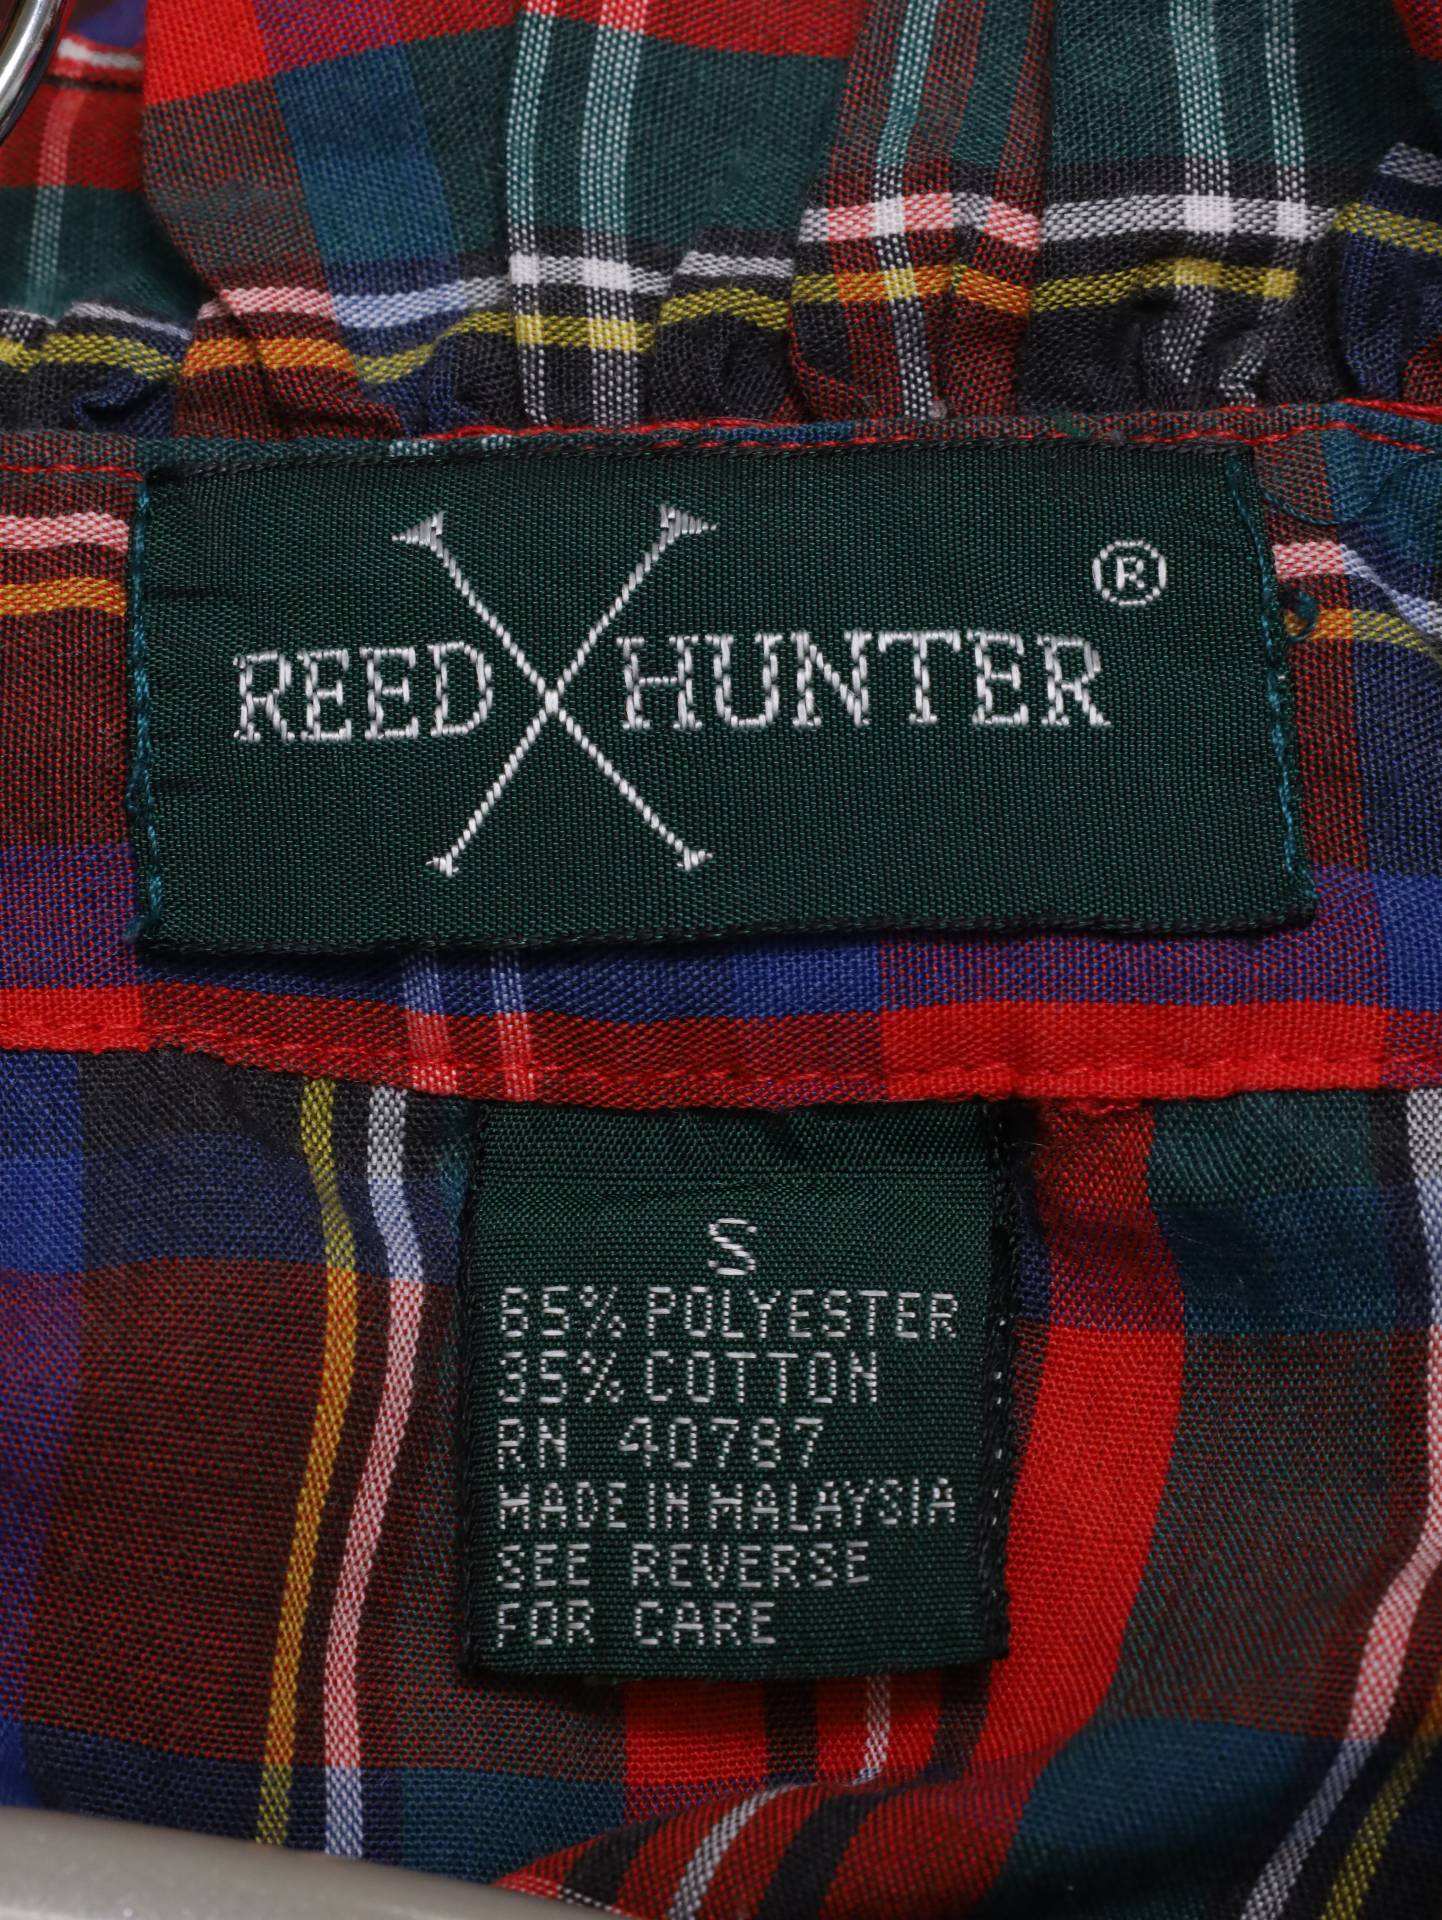 REED HUNTER ®
S
65% POLYESTER
35% COTTON
RN 40787
MADE IN MALAYSIA
SEE REVERSE
FOR CARE